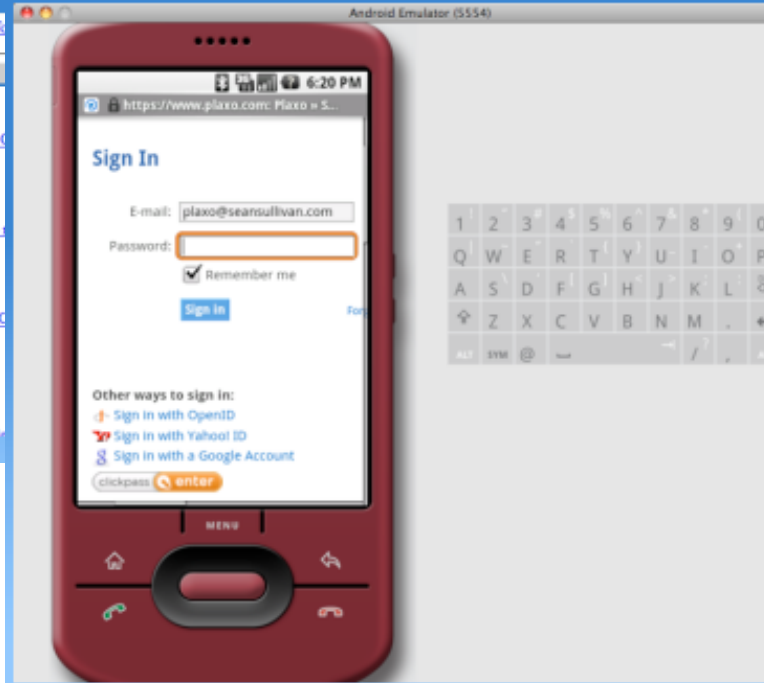 Android Emulator (5554)
6:20 PM
https://www.plaxo.com: Plaxo » S...
Sign In
E-mail: plaxo@seansullivan.com
Password:
Remember me
Sign in
Other ways to sign in:
Sign in with OpenID
Sign in with Yahoo! ID
Sign in with a Google Account
clickpass enter
MENU
1 2 3 4 5 6 7 8 9 0
Q W E R T Y U I O P
A S D F G H J K L
Z X C V B N M .
ALT SYM @ / ? ,